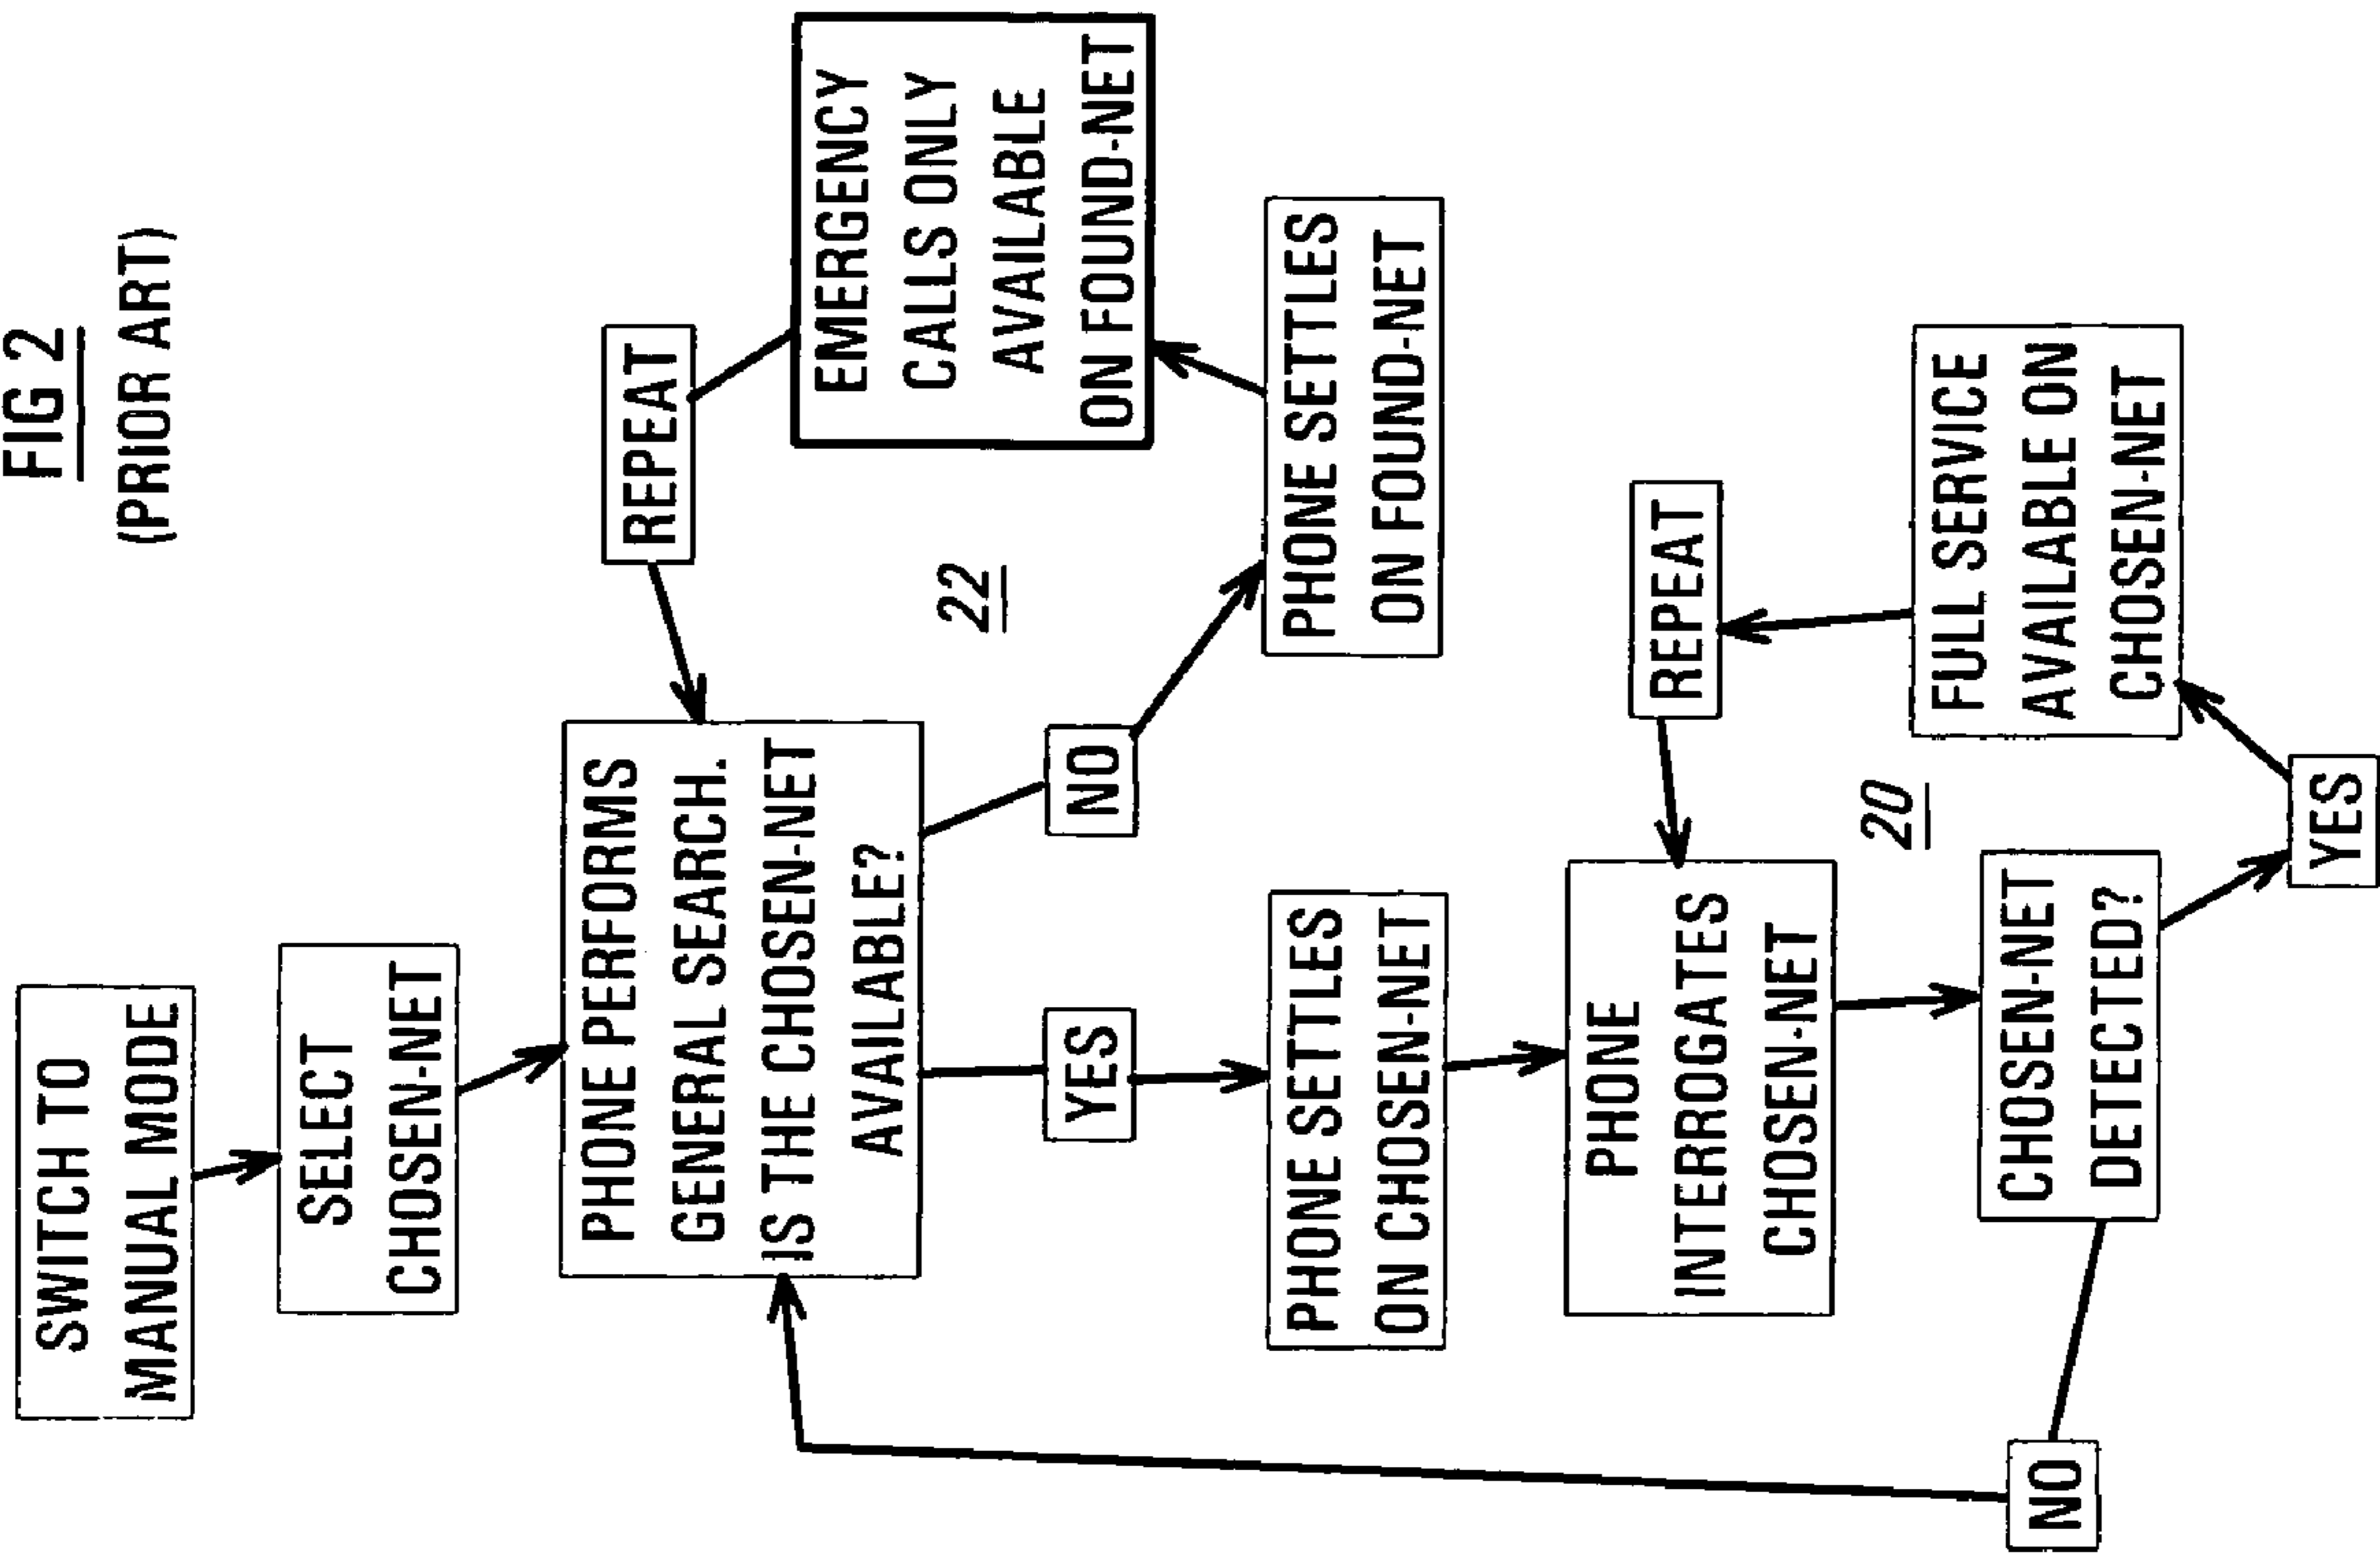 FIG 2
(PRIOR ART)
SWITCH TO
MANUAL MODE
SELECT
CHOSEN-NET
PHONE PERFORMS
GENERAL SEARCH.
IS THE CHOSEN-NET
AVAILABLE?
REPEAT
EMERGENCY
CALLS ONLY
AVAILABLE
ON FOUND-NET
22
NO
PHONE SETTLES
ON FOUND-NET
YES
PHONE SETTLES
ON CHOSEN-NET
PHONE
INTERROGATES
CHOSEN-NET
REPEAT
20
FULL SERVICE
AVAILABLE ON
CHOSEN-NET
CHOSEN-NET
DETECTED?
YES
NO